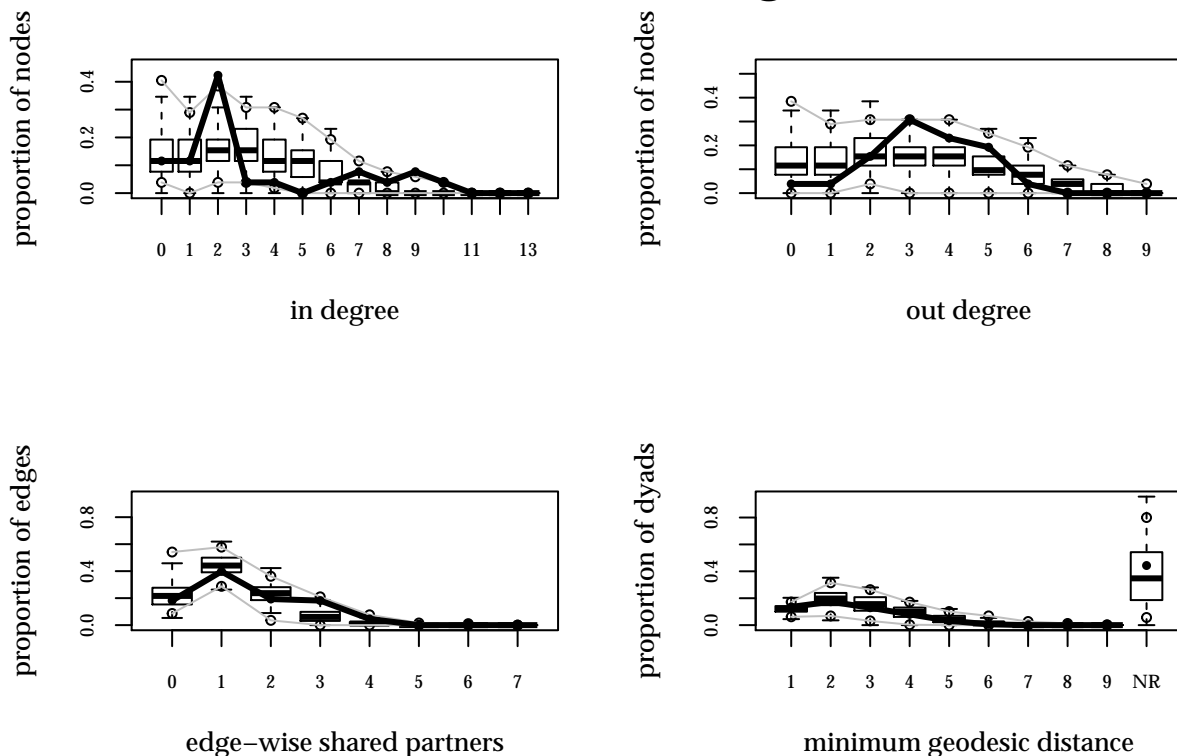 g
proportion of nodes
0.0 0.2 0.4
0 1 2 3 4 5 6 7 8 9 11 13
in degree
proportion of nodes
0.0 0.2 0.4
0 1 2 3 4 5 6 7 8 9
out degree
proportion of edges
0.0 0.4 0.8
0 1 2 3 4 5 6 7
edge−wise shared partners
proportion of dyads
0.0 0.4 0.8
1 2 3 4 5 6 7 8 9 NR
minimum geodesic distance